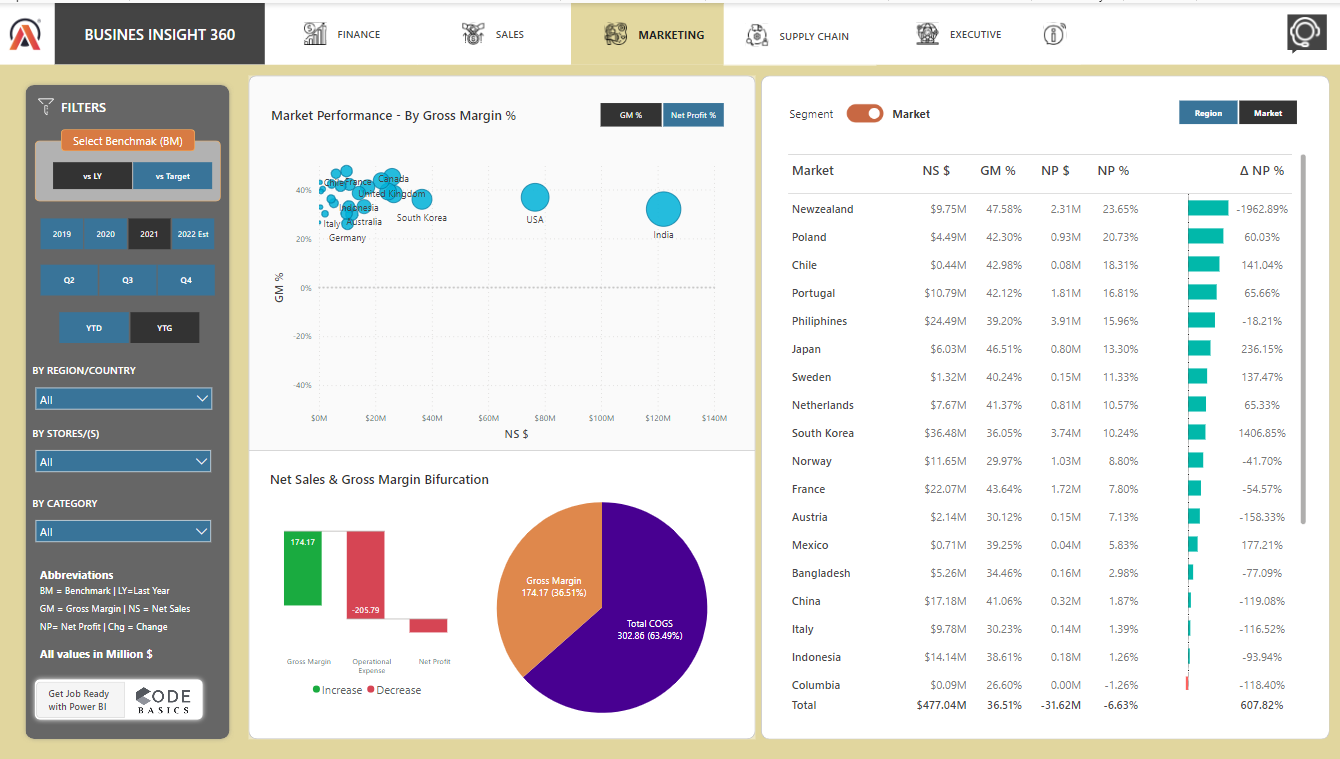 BUSINES INSIGHT 360
FINANCE
SALES
MARKETING
SUPPLY CHAIN
EXECUTIVE
FILTERS
Select Benchmak (BM)
vs LY
vs Target
2019
2020
2021
2022 Est
Q2
Q3
Q4
YTD
YTG
BY REGION/COUNTRY
All
BY STORES/(S)
All
BY CATEGORY
All
Abbreviations
BM = Benchmark | LY=Last Year
GM = Gross Margin | NS = Net Sales
NP= Net Profit | Chg = Change
All values in Million $
Get Job Ready
with Power BI
CODE
BASICS
Market Performance - By Gross Margin %
GM %
Net Profit %
GM %
40%
20%
0%
-20%
-40%
Chile
France
Canada
United Kingdom
Indonesia
Italy
Australia
Germany
South Korea
USA
India
$0M
$20M
$40M
$60M
$80M
$100M
$120M
$140M
NS $
Net Sales & Gross Margin Bifurcation
174.17
-205.79
Gross Margin
Operational
Expense
Net Profit
Increase
Decrease
Gross Margin
174.17 (36.51%)
Total COGS
302.86 (63.49%)
Segment
Market
Region
Market
Market NS $ GM % NP $ NP % Δ NP %
Newzealand $9.75M 47.58% 2.31M 23.65% -1962.89%
Poland $4.49M 42.30% 0.93M 20.73% 60.03%
Chile $0.44M 42.98% 0.08M 18.31% 141.04%
Portugal $10.79M 42.12% 1.81M 16.81% 65.66%
Philiphines $24.49M 39.20% 3.91M 15.96% -18.21%
Japan $6.03M 46.51% 0.80M 13.30% 236.15%
Sweden $1.32M 40.24% 0.15M 11.33% 137.47%
Netherlands $7.67M 41.37% 0.81M 10.57% 65.33%
South Korea $36.48M 36.05% 3.74M 10.24% 1406.85%
Norway $11.65M 29.97% 1.03M 8.80% -41.70%
France $22.07M 43.64% 1.72M 7.80% -54.57%
Austria $2.14M 30.12% 0.15M 7.13% -158.33%
Mexico $0.71M 39.25% 0.04M 5.83% 177.21%
Bangladesh $5.26M 34.46% 0.16M 2.98% -77.09%
China $17.18M 41.06% 0.32M 1.87% -119.08%
Italy $9.78M 30.23% 0.14M 1.39% -116.52%
Indonesia $14.14M 38.61% 0.18M 1.26% -93.94%
Columbia $0.09M 26.60% 0.00M -1.26% -118.40%
Total $477.04M 36.51% -31.62M -6.63% 607.82%